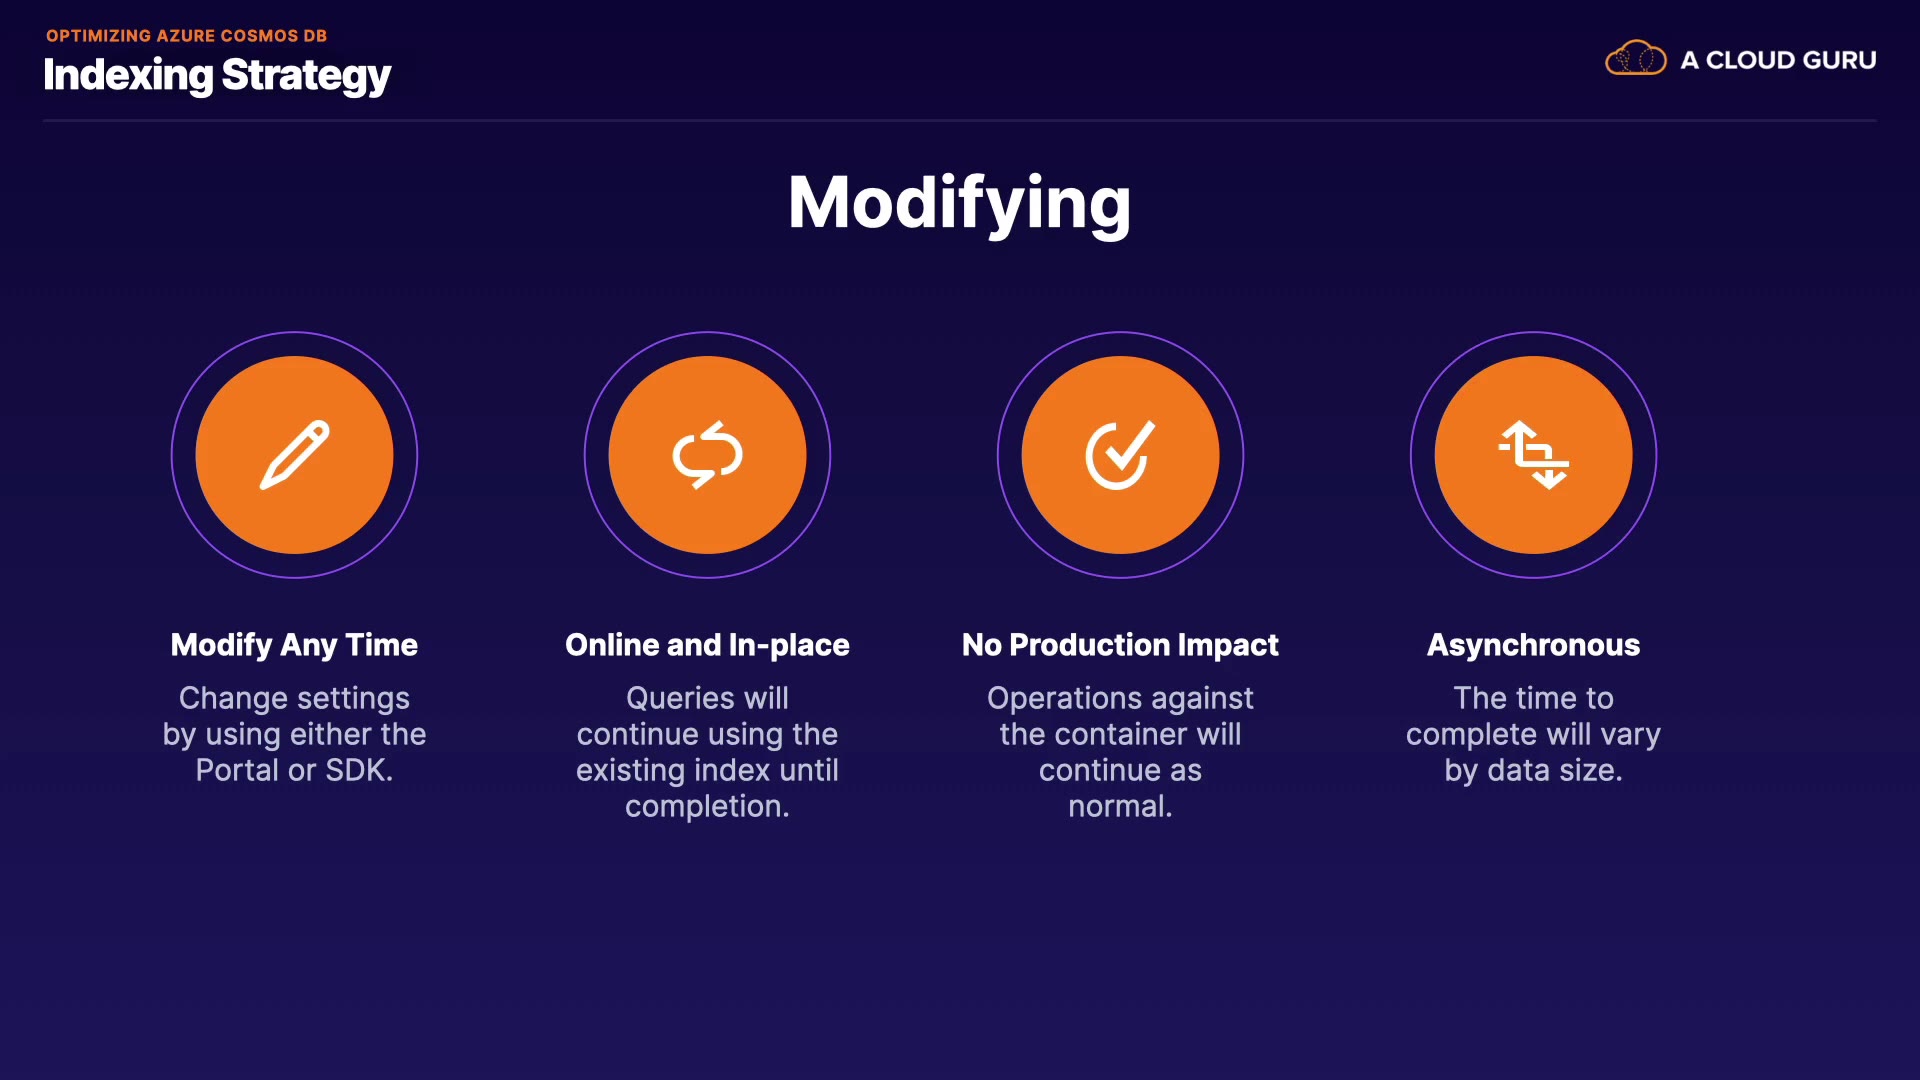 OPTIMIZING AZURE COSMOS DB
Indexing Strategy
A CLOUD GURU
Modifying
Modify Any Time
Change settings
by using either the
Portal or SDK.
Online and In-place
Queries will
continue using the
existing index until
completion.
No Production Impact
Operations against
the container will
continue as
normal.
Asynchronous
The time to
complete will vary
by data size.